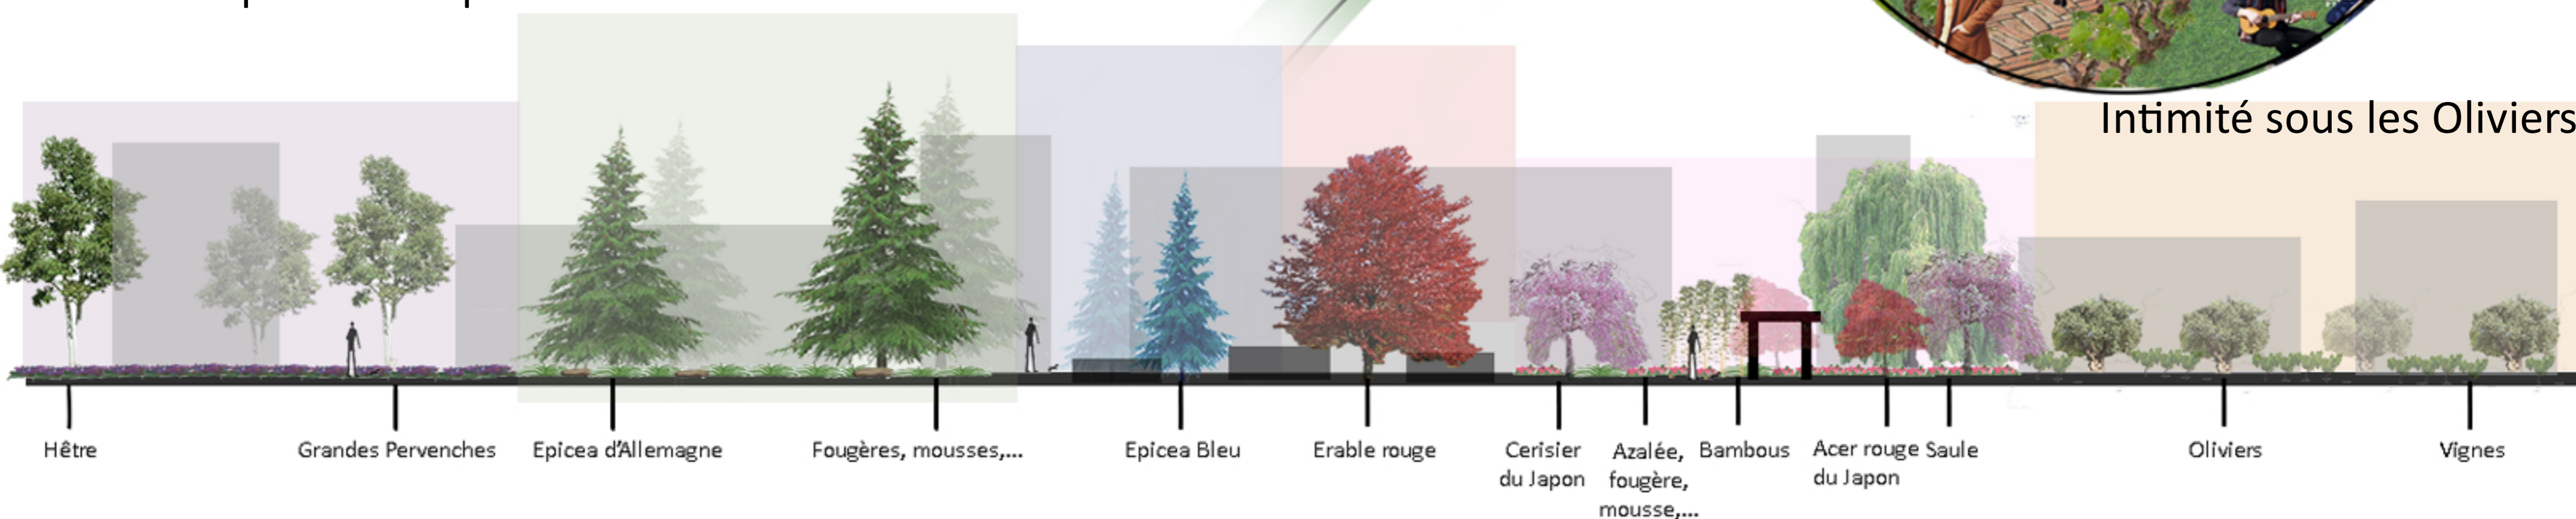 Intimité sous les Oliviers
Hêtre
Grandes Pervenches
Epicea d'Allemagne
Fougères, mousses,...
Epicea Bleu
Erable rouge
Cerisier
du Japon
Azalée,
fougère,
mousse,...
Bambous
Acer rouge
du Japon
Saule
Oliviers
Vignes